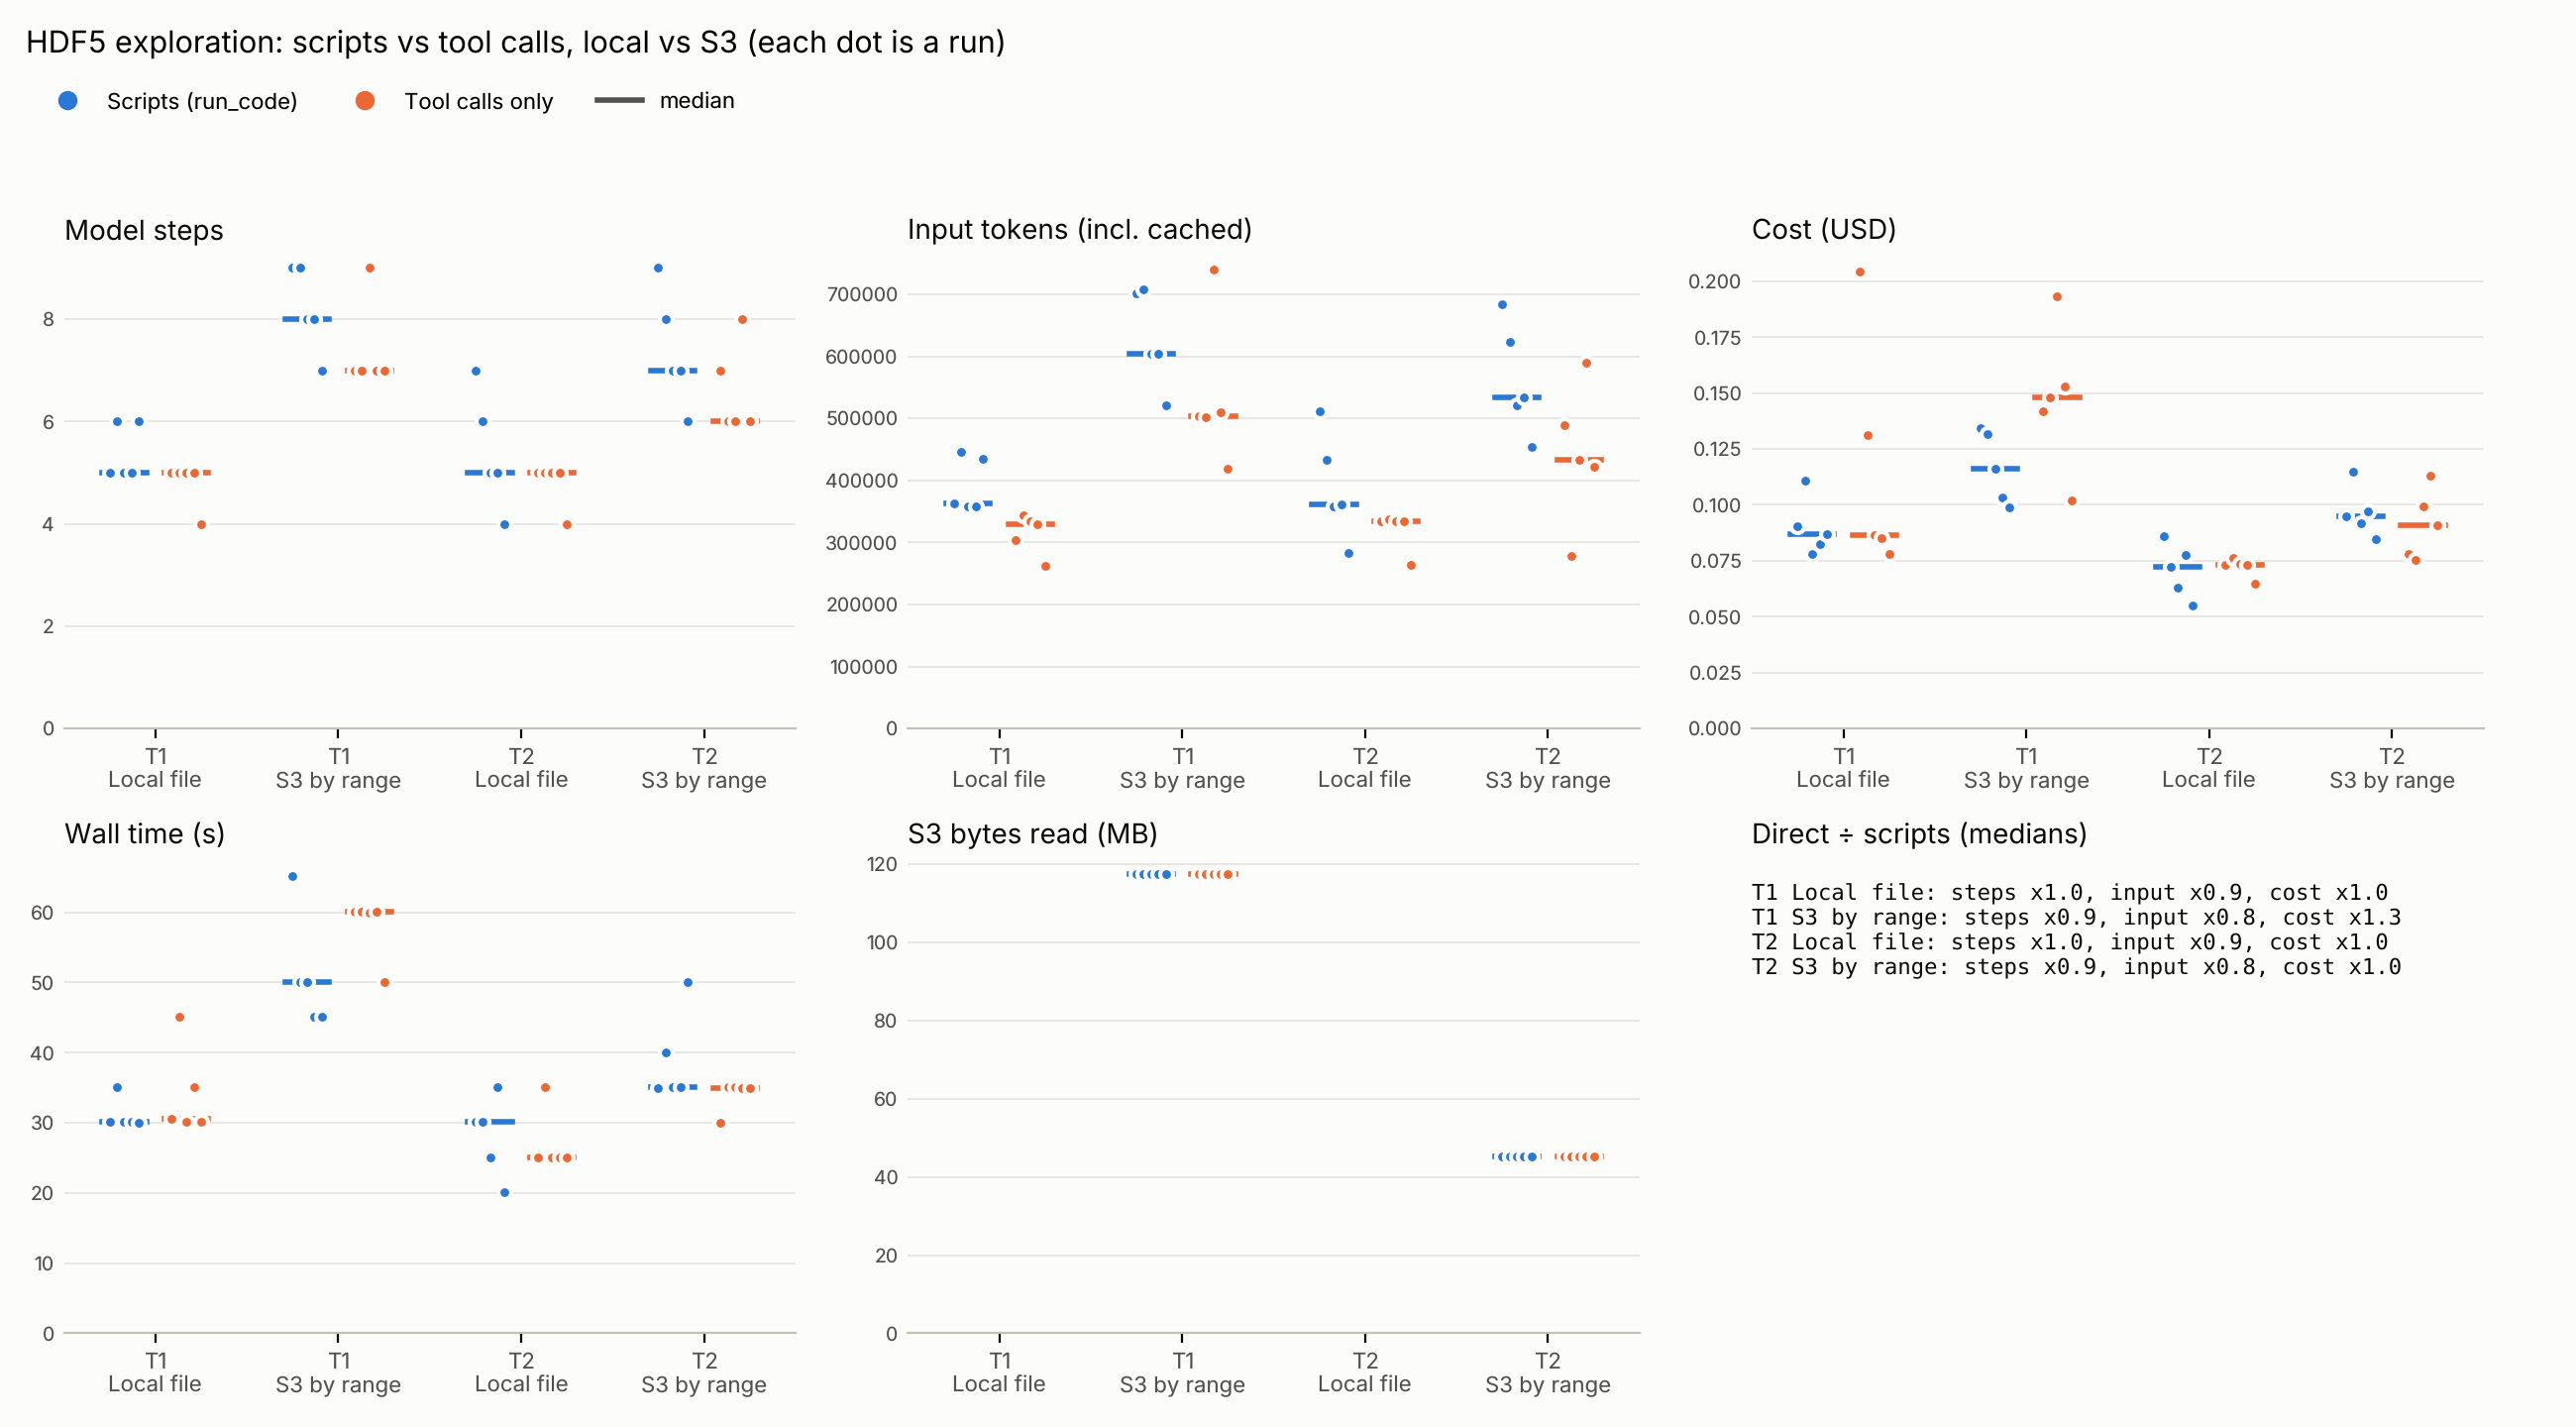 HDF5 exploration: scripts vs tool calls, local vs S3 (each dot is a run)
Scripts (run_code)
Tool calls only
median
Model steps
8
6
4
2
0
T1
Local file
T1
S3 by range
T2
Local file
T2
S3 by range
Input tokens (incl. cached)
700000
600000
500000
400000
300000
200000
100000
0
T1
Local file
T1
S3 by range
T2
Local file
T2
S3 by range
Cost (USD)
0.200
0.175
0.150
0.125
0.100
0.075
0.050
0.025
0.000
T1
Local file
T1
S3 by range
T2
Local file
T2
S3 by range
Wall time (s)
60
50
40
30
20
10
0
T1
Local file
T1
S3 by range
T2
Local file
T2
S3 by range
S3 bytes read (MB)
120
100
80
60
40
20
0
T1
Local file
T1
S3 by range
T2
Local file
T2
S3 by range
Direct ÷ scripts (medians)
T1 Local file: steps x1.0, input x0.9, cost x1.0
T1 S3 by range: steps x0.9, input x0.8, cost x1.3
T2 Local file: steps x1.0, input x0.9, cost x1.0
T2 S3 by range: steps x0.9, input x0.8, cost x1.0